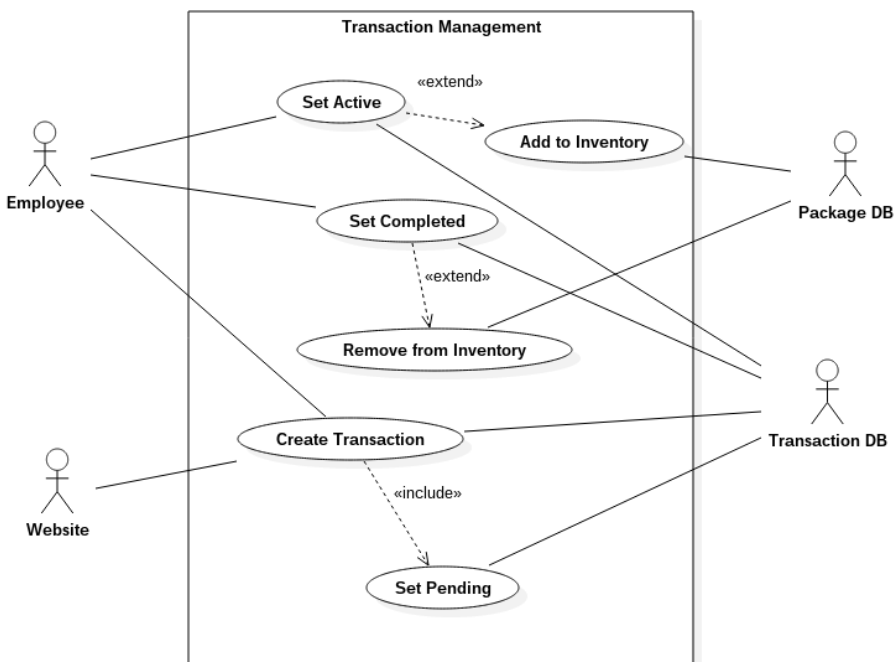 Transaction Management
«extend»
Set Active
Add to Inventory
Employee
Package DB
Set Completed
«extend»
Remove from Inventory
Create Transaction
Transaction DB
«include»
Website
Set Pending